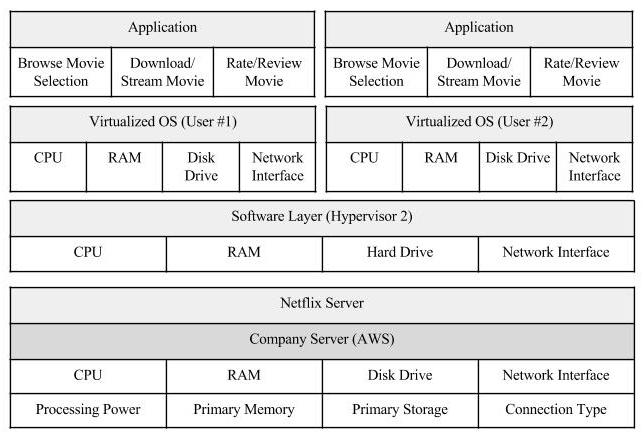 Application
Application
Browse Movie
Selection
Download/
Stream Movie
Rate/Review
Movie
Browse Movie
Selection
Download/
Stream Movie
Rate/Review
Movie
Virtualized OS (User #1)
Virtualized OS (User #2)
CPU
RAM
Disk
Drive
Network
Interface
CPU
RAM
Disk Drive
Network
Interface
Software Layer (Hypervisor 2)
CPU
RAM
Hard Drive
Network Interface
Netflix Server
Company Server (AWS)
CPU
RAM
Disk Drive
Network Interface
Processing Power
Primary Memory
Primary Storage
Connection Type